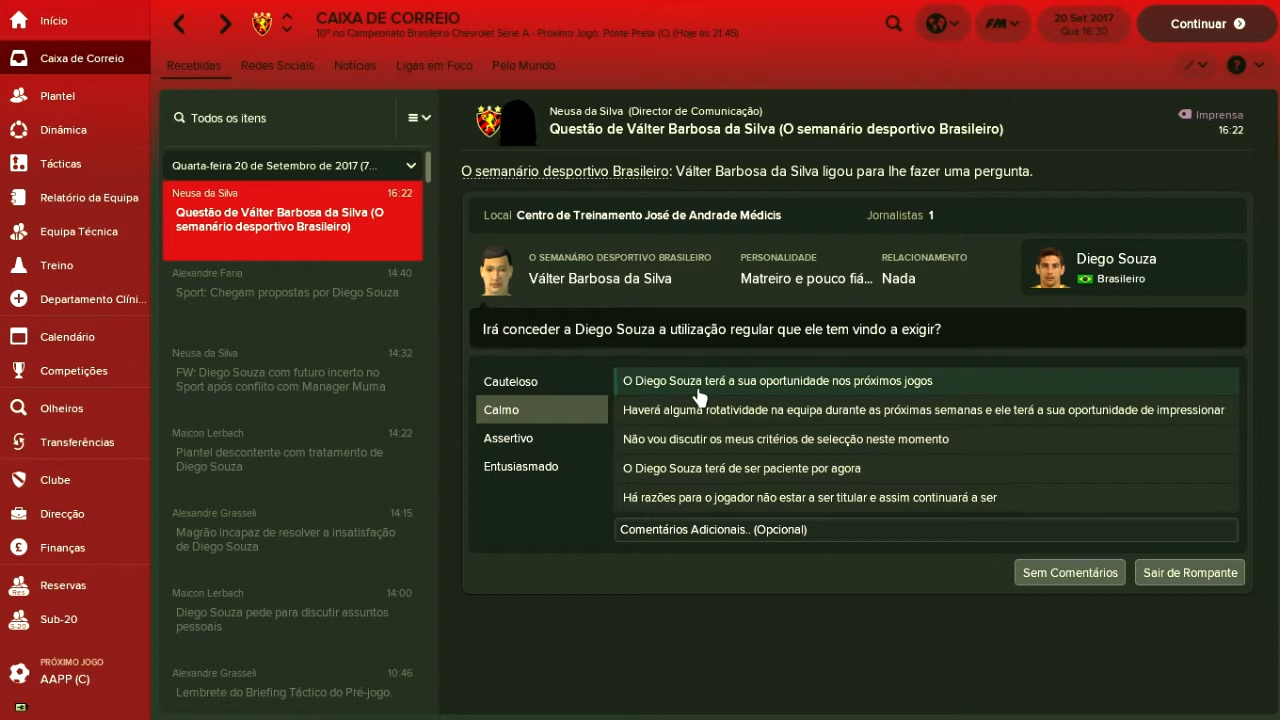 Início
Caixa de Correio
Plantel
Dinâmica
Tácticas
Relatório da Equipa
Equipa Técnica
Treino
Departamento Clíni...
Calendário
Competições
Olheiros
Transferências
Clube
Direcção
Finanças
Reservas
Sub-20
PRÓXIMO JOGO
AAPP (C)
CAIXA DE CORREIO
10º no Campeonato Brasileiro Chevrolet Série A - Próximo Jogo: Ponte Preta (C) (Hoje às 21:45)
FM
20 Set 2017
Qua 16:30
Continuar
Recebidas
Redes Sociais
Notícias
Ligas em Foco
Pelo Mundo
Todos os itens
Quarta-feira 20 de Setembro de 2017 (7...
Neusa da Silva 16:22
Questão de Válter Barbosa da Silva (O
semanário desportivo Brasileiro)
Alexandre Faria 14:40
Sport: Chegam propostas por Diego Souza
Neusa da Silva 14:32
FW: Diego Souza com futuro incerto no
Sport após conflito com Manager Muma
Maicon Lerbach 14:22
Plantel descontente com tratamento de
Diego Souza
Alexandre Grasseli 14:15
Magrão incapaz de resolver a insatisfação
de Diego Souza
Maicon Lerbach 14:00
Diego Souza pede para discutir assuntos
pessoais
Alexandre Grasseli 10:46
Lembrete do Briefing Táctico do Pré-jogo.
Neusa da Silva (Director de Comunicação)
Questão de Válter Barbosa da Silva (O semanário desportivo Brasileiro)
Imprensa
16:22
O semanário desportivo Brasileiro: Válter Barbosa da Silva ligou para lhe fazer uma pergunta.
Local Centro de Treinamento José de Andrade Médicis
Jornalistas 1
O SEMANÁRIO DESPORTIVO BRASILEIRO
Válter Barbosa da Silva
PERSONALIDADE
Matreiro e pouco fiá...
RELACIONAMENTO
Nada
Diego Souza
Brasileiro
Irá conceder a Diego Souza a utilização regular que ele tem vindo a exigir?
Cauteloso
Calmo
Assertivo
Entusiasmado
O Diego Souza terá a sua oportunidade nos próximos jogos
Haverá alguma rotatividade na equipa durante as próximas semanas e ele terá a sua oportunidade de impressionar
Não vou discutir os meus critérios de selecção neste momento
O Diego Souza terá de ser paciente por agora
Há razões para o jogador não estar a ser titular e assim continuará a ser
Comentários Adicionais.. (Opcional)
Sem Comentários
Sair de Rompante